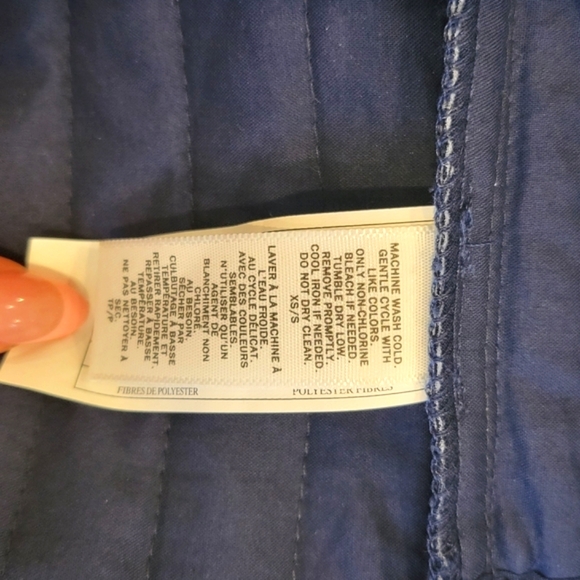 MACHINE WASH COLD.
GENTLE CYCLE WITH
LIKE COLORS.
ONLY NON-CHLORINE
BLEACH IF NEEDED.
TUMBLE DRY LOW.
REMOVE PROMPTLY.
COOL IRON IF NEEDED.
DO NOT DRY CLEAN.
XS/S
LAVER À LA MACHINE À
L'EAU FROIDE.
AU CYCLE DÉLICAT.
AVEC DES COULEURS
SEMBLABLES.
N'UTILISER QU'UN
AGENT DE
BLANCHIMENT NON
CHLORÉ
AU BESOIN.
SÉCHER PAR
CULBUTAGE À BASSE
TEMPÉRATURE ET
RETIRER RAPIDEMENT.
REPASSER À BASSE
TEMPÉRATURE
AU BESOIN.
NE PAS NETTOYER À
SEC.
TP/P
FIBRES DE POLYESTER
POLYESTER FIBRES